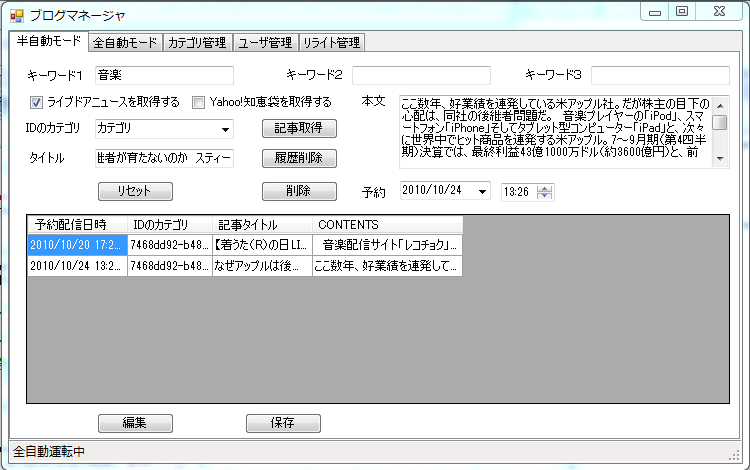 ブログマネージャ
半自動モード 全自動モード カテゴリ管理 ユーザ管理 リライト管理
キーワード1 音楽 キーワード2 キーワード3
ライブドアニュースを取得する Yahoo!知恵袋を取得する 本文
ここ数年、好業績を連発している米アップル社。だが株主の目下の
心配は、同社の後継者問題だ。 音楽プレイヤーの「iPod」、スマ
ートフォン「iPhone」そしてタブレット型コンピューター「iPad」と、次々
に世界中でヒット商品を連発する米アップル。7～9月期(第4四半
期)決算では、最終利益43億1000万ドル(約3600億円)と、前
IDのカテゴリ カテゴリ 記事取得
タイトル 者が育たないのか スティー 履歴削除
リセット 削除 予約 2010/10/24 13:26
予約配信日時 IDのカテゴリ 記事タイトル CONTENTS
2010/10/20 17:2... 7468dd92-b48... 【若うた(R)の日 LI... 音楽配信サイト「レコチョク」...
2010/10/24 13:2... 7468dd92-b48... なぜアップルは後... ここ数年、好業績を連発して...
編集 保存
全自動運転中